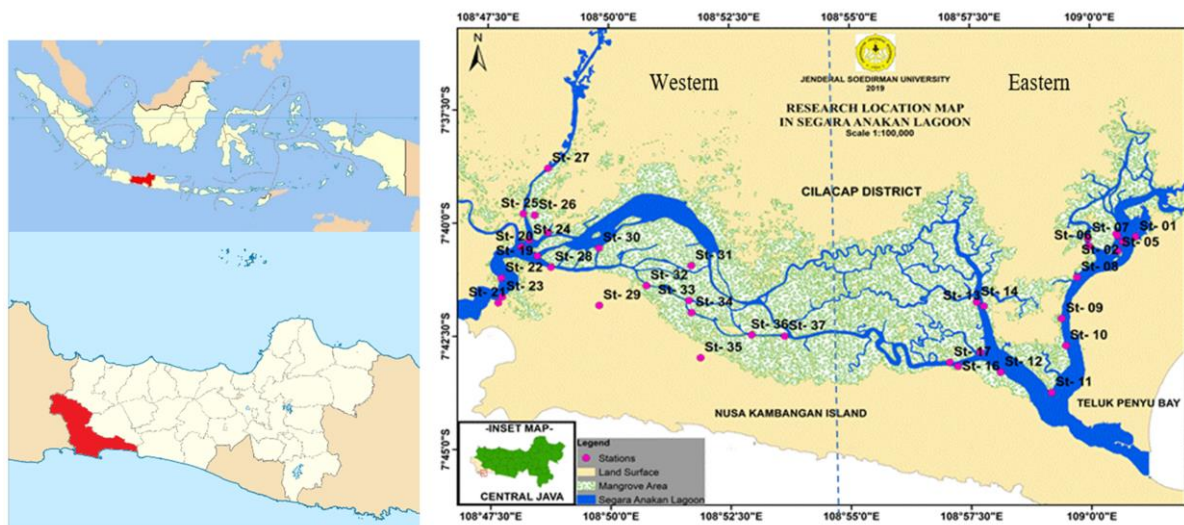 108°47'30"E 108°50'0"E 108°52'30"E 108°55'0"E 108°57'30"E 109°0'0"E
Western
Eastern
JENDERAL SOEDIRMAN UNIVERSITY
2019
RESEARCH LOCATION MAP
IN SEGARA ANAKAN LAGOON
Scale 1:100,000
7°37'30"S
7°40'0"S
7°42'30"S
7°45'0"S
CILACAP DISTRICT
N
St- 27
St- 25
St- 26
St- 24
St- 20
St- 19
St- 30
St- 28
St- 31
St- 22
St- 32
St- 23
St- 21
St- 29
St- 33
St- 34
St- 36
St- 37
St- 35
St- 07
St- 01
St- 06
St- 05
St- 02
St- 08
St- 13
St- 14
St- 09
St- 10
St- 17
St- 16
St- 12
St- 11
TELUK PENYU BAY
NUSA KAMBANGAN ISLAND
-INSET MAP-
CENTRAL JAVA
Legend
Stations
Land Surface
Mangrove Area
Segara Anakan Lagoon
108°47'30"E 108°50'0"E 108°52'30"E 108°55'0"E 108°57'30"E 109°0'0"E